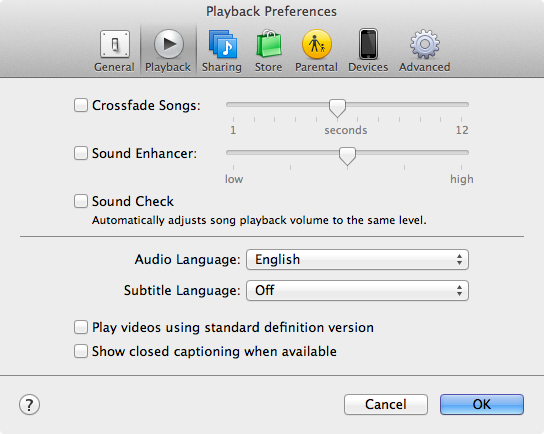 Playback Preferences
General Playback Sharing Store Parental Devices Advanced
Crossfade Songs:
1 seconds 12
Sound Enhancer:
low high
Sound Check
Automatically adjusts song playback volume to the same level.
Audio Language: English
Subtitle Language: Off
Play videos using standard definition version
Show closed captioning when available
? Cancel OK